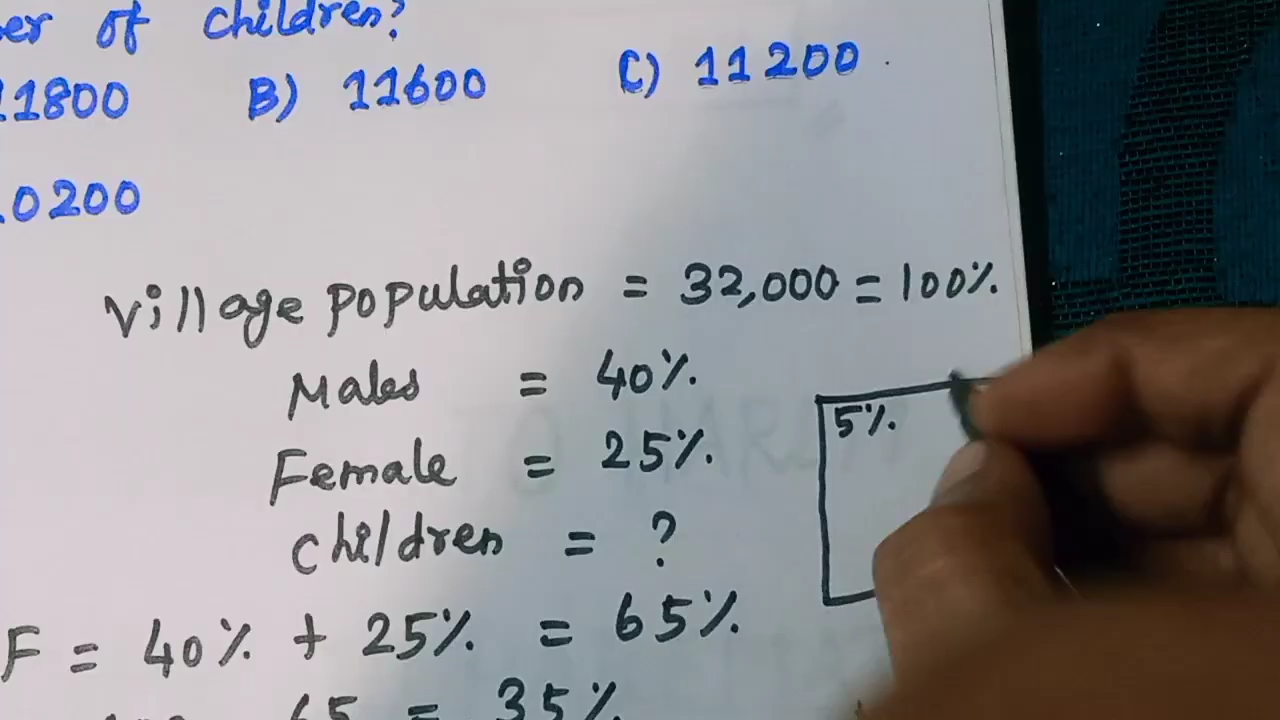 of children?
11800 B) 11600 C) 11200
0200
Village population = 32,000 = 100%
Males = 40%
5%
Female = 25%
children = ?
F = 40% + 25% = 65%
65 = 35%